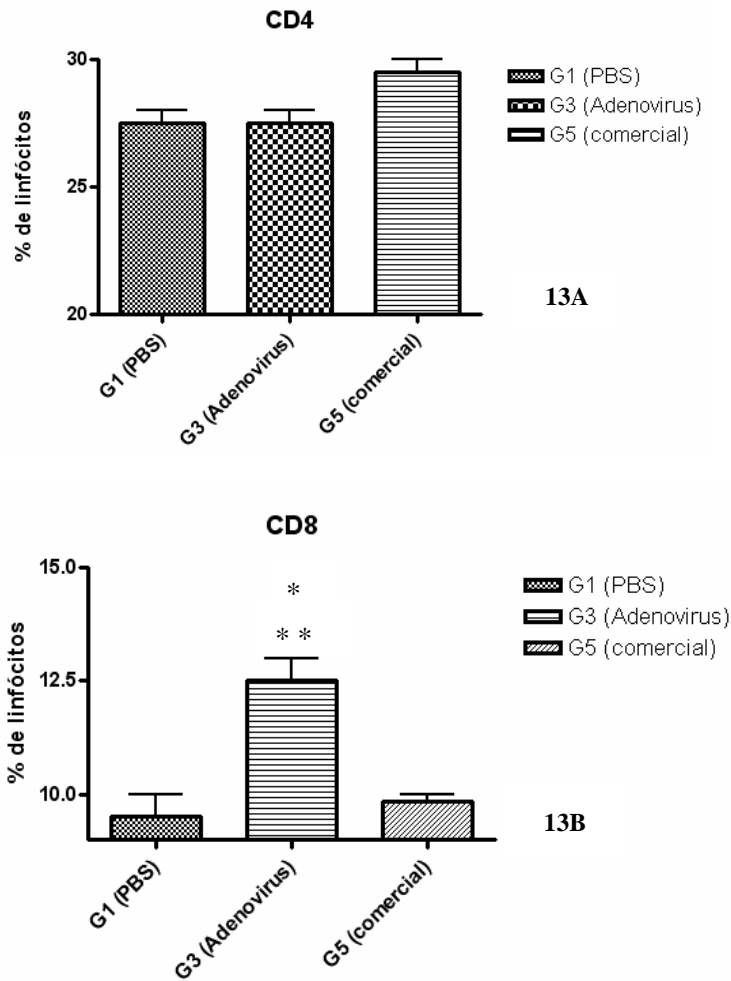 CD4
% de linfócitos
30
25
20
G1 (PBS)
G3 (Adenovirus)
G5 (comercial)
G1 (PBS)
G3 (Adenovirus)
G5 (comercial)
13A
CD8
% de linfócitos
15.0
12.5
10.0
*
* *
G1 (PBS)
G3 (Adenovirus)
G5 (comercial)
G1 (PBS)
G3 (Adenovirus)
G5 (comercial)
13B